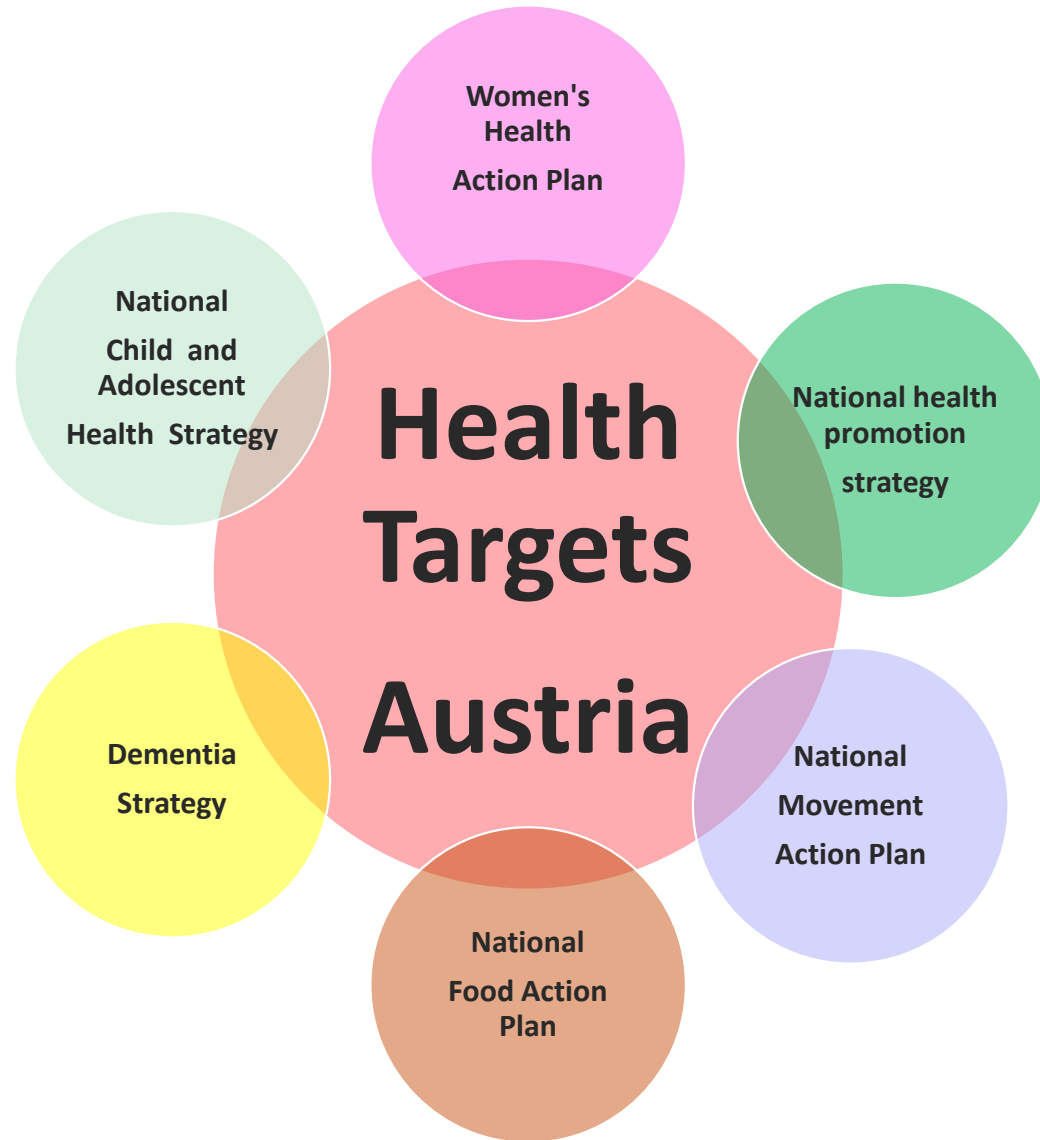 Women's
Health
Action Plan
National
Child and
Adolescent
Health Strategy
Health
Targets
Austria
National health
promotion
strategy
Dementia
Strategy
National
Movement
Action Plan
National
Food Action
Plan